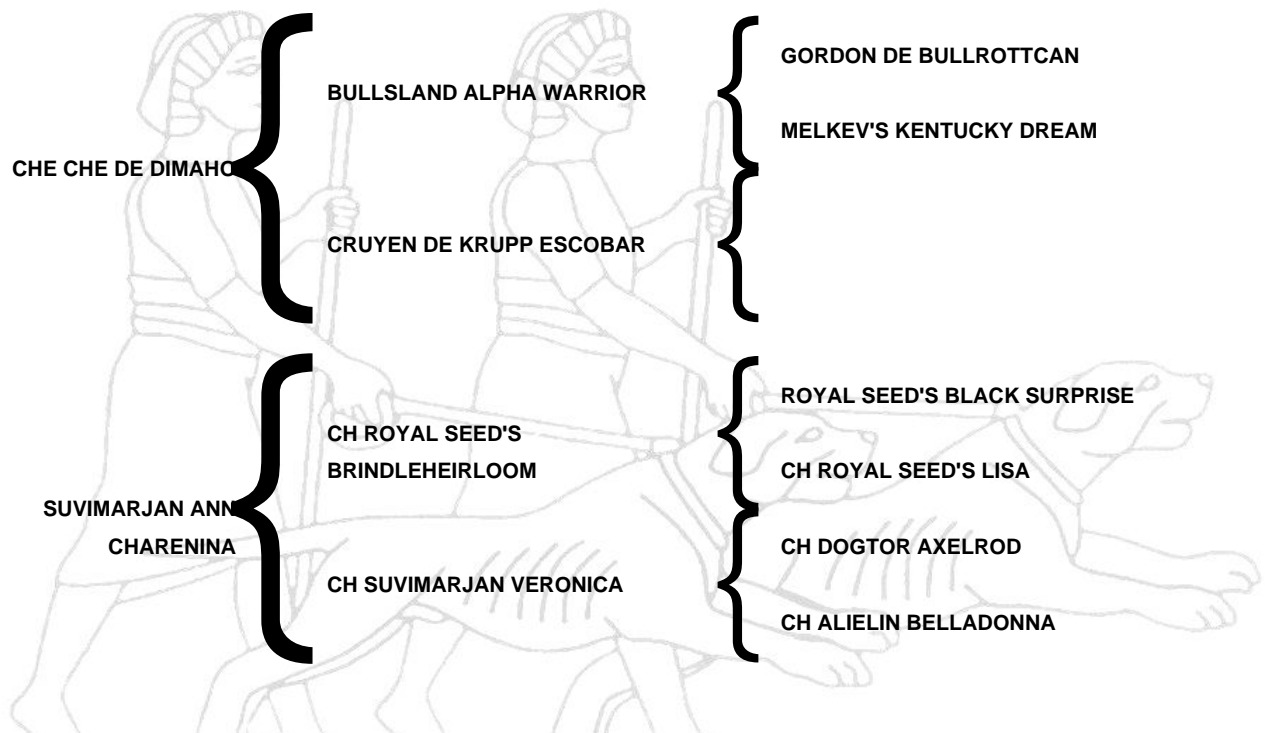 CHE CHE DE DIMAHO
BULLSLAND ALPHA WARRIOR
GORDON DE BULLROTTCAN
MELKEV'S KENTUCKY DREAM
CRUYEN DE KRUPP ESCOBAR
SUVIMARJAN ANN
CHARENINA
CH ROYAL SEED'S
BRINDLEHEIRLOOM
ROYAL SEED'S BLACK SURPRISE
CH ROYAL SEED'S LISA
CH SUVIMARJAN VERONICA
CH DOGTOR AXELROD
CH ALIELIN BELLADONNA